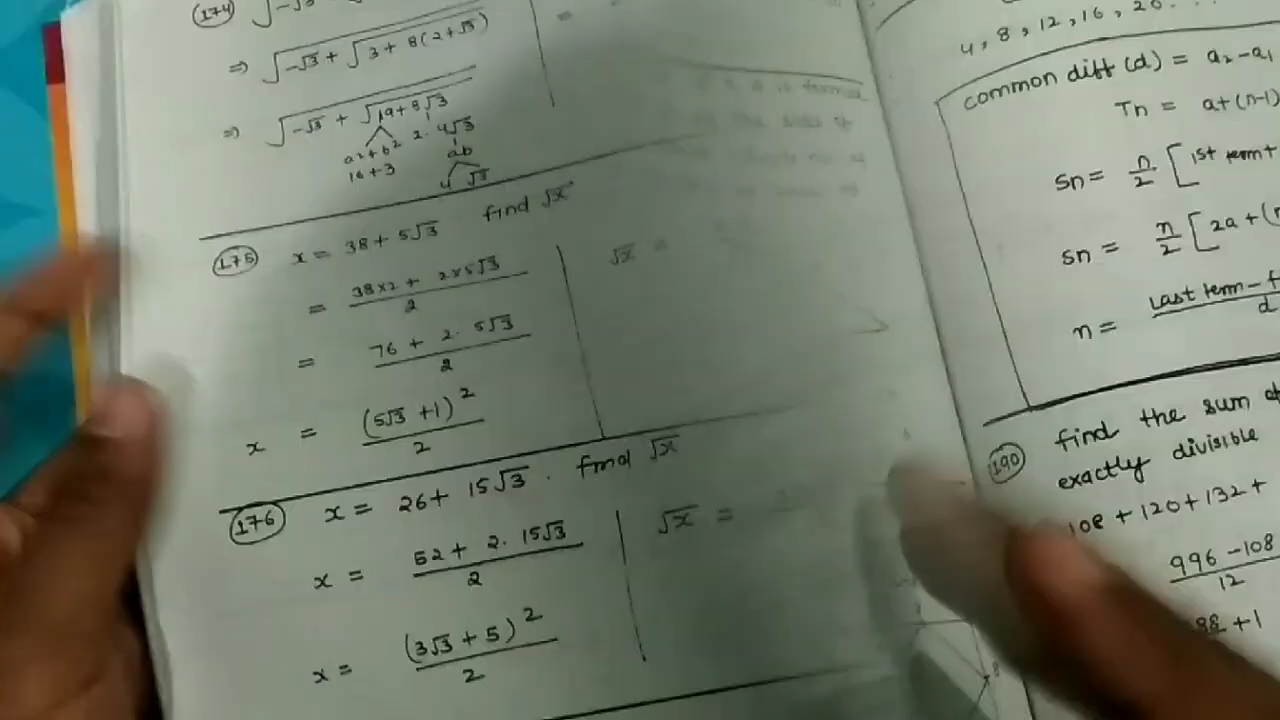 (174)
⇒ √(-√3 + √(3 + 8(2+√3)
⇒ √(-√3 + √(19+8√3
a²+b² 2·4√3
16+3 ab
4 √3
(175) x = 38+ 5√3 find √x
= (38×2 + 2×5√3)/2
= (76 + 2· 5√3)/2
x = (5√3 +1)²/2
√x =
(176) x = 26+ 15√3 . find √x
x = (52+ 2· 15√3)/2
x = (3√3 + 5)²/2
√x =
4, 8, 12, 16, 20...
common diff (d) = a₂-a₁
Tn = a+(n-1)
Sn = n/2 [1st term+
Sn = n/2 [2a +(
n = (Last term -)/d
(190) find the sum of
exactly divisible
108 +120+132+
(996 -108)/12
+1